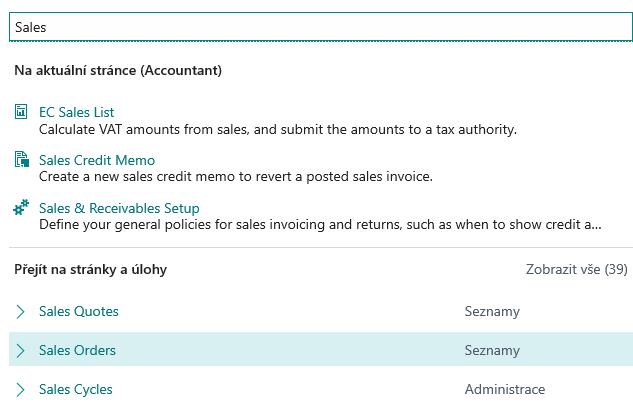 Sales
Na aktuální stránce (Accountant)
EC Sales List
Calculate VAT amounts from sales, and submit the amounts to a tax authority.
Sales Credit Memo
Create a new sales credit memo to revert a posted sales invoice.
Sales & Receivables Setup
Define your general policies for sales invoicing and returns, such as when to show credit a...
Přejít na stránky a úlohy Zobrazit vše (39)
Sales Quotes Seznamy
Sales Orders Seznamy
Sales Cycles Administrace